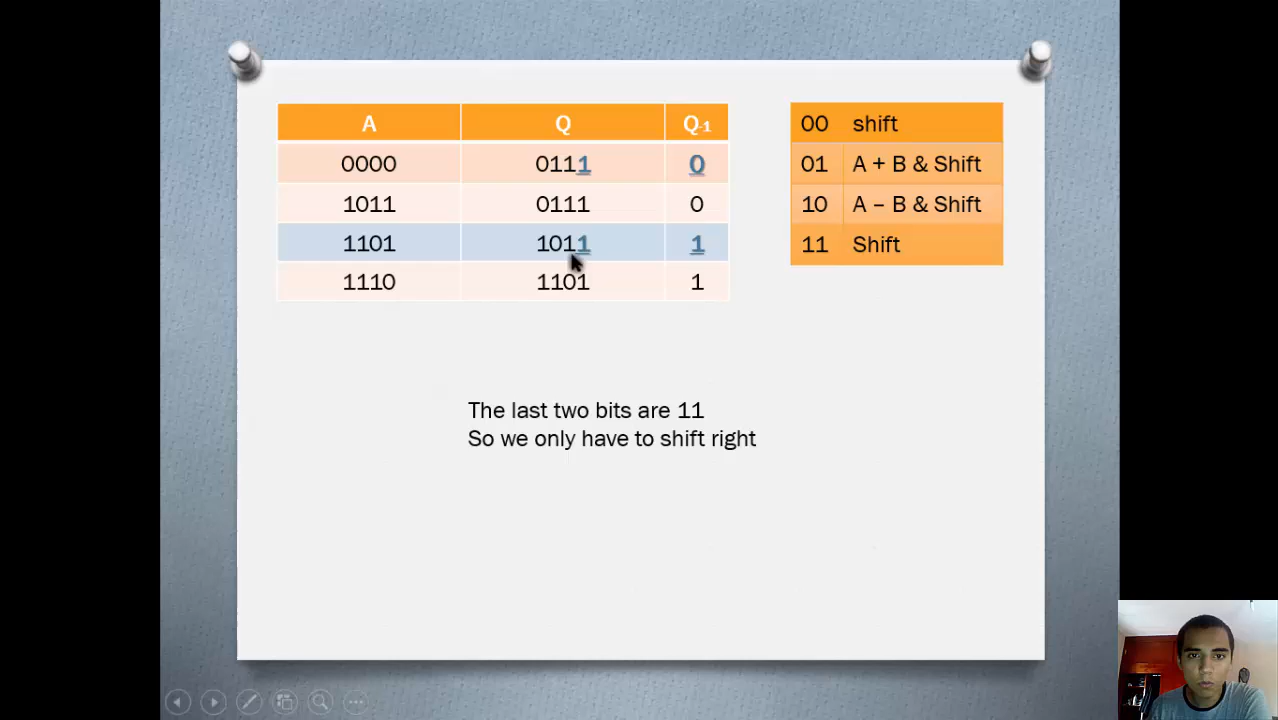 A Q Q-1
0000 0111 0
1011 0111 0
1101 1011 1
1110 1101 1
00 shift
01 A + B & Shift
10 A – B & Shift
11 Shift
The last two bits are 11
So we only have to shift right